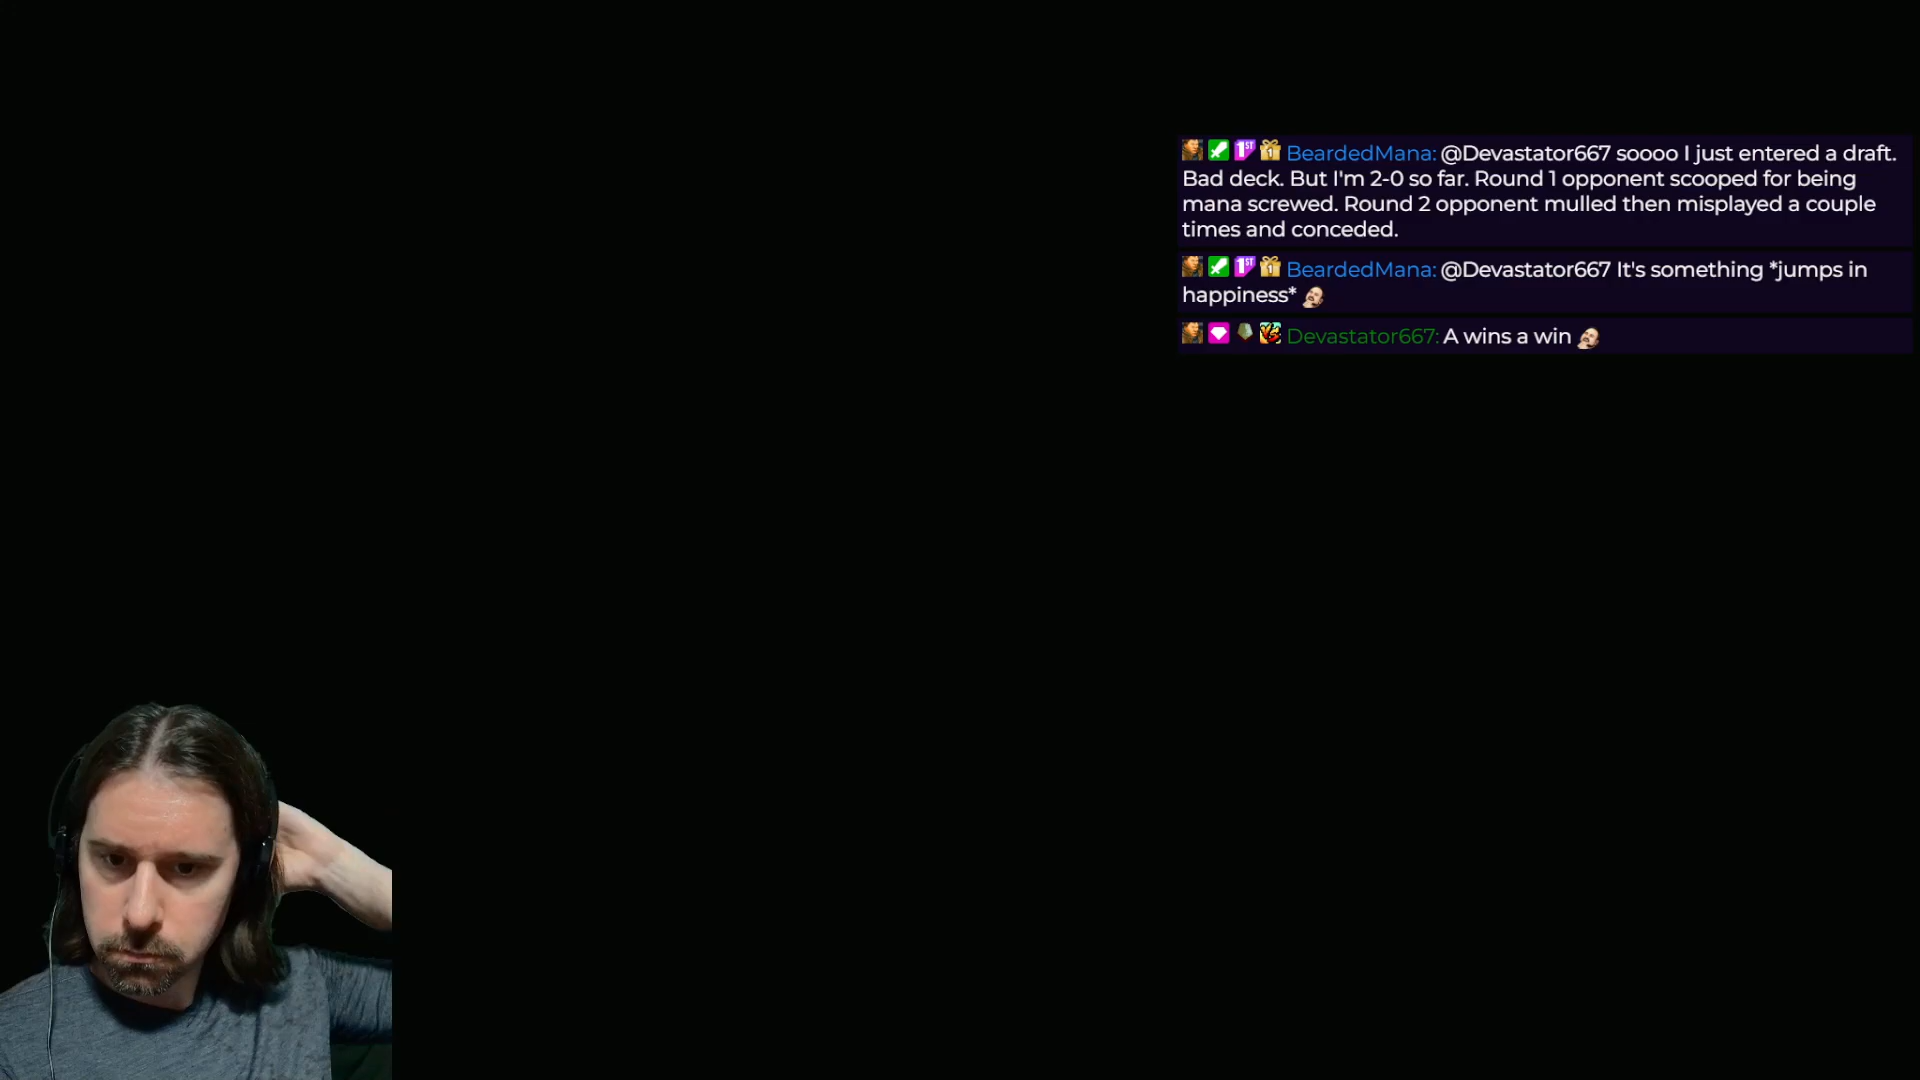 BeardedMana: @Devastator667 soooo I just entered a draft.
Bad deck. But I'm 2-0 so far. Round 1 opponent scooped for being
mana screwed. Round 2 opponent mulled then misplayed a couple
times and conceded.
BeardedMana: @Devastator667 It's something *jumps in
happiness*
Devastator667: A wins a win